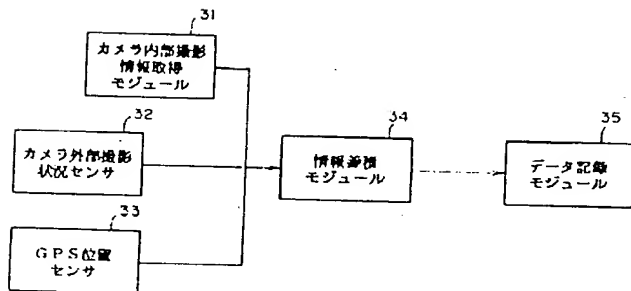 31
カメラ内部撮影
情報取得
モジュール
32
カメラ外部撮影
状況センサ
33
GPS位置
センサ
34
情報蓄積
モジュール
35
データ記録
モジュール